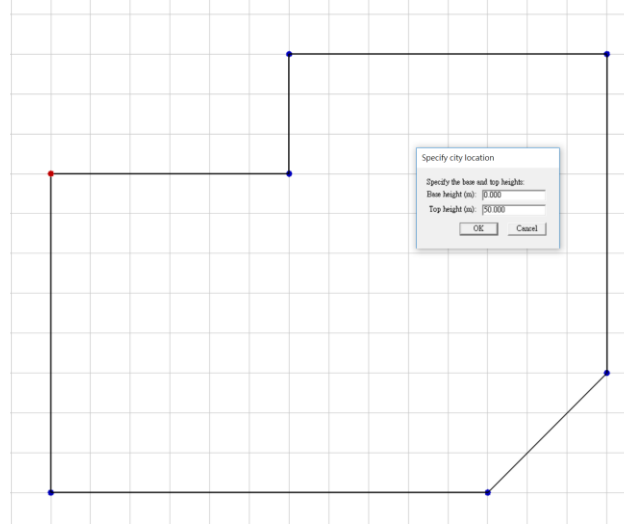 Specify city location
Specify the base and top heights:
Base height (m): 0.000
Top height (m): 50.000
OK Cancel